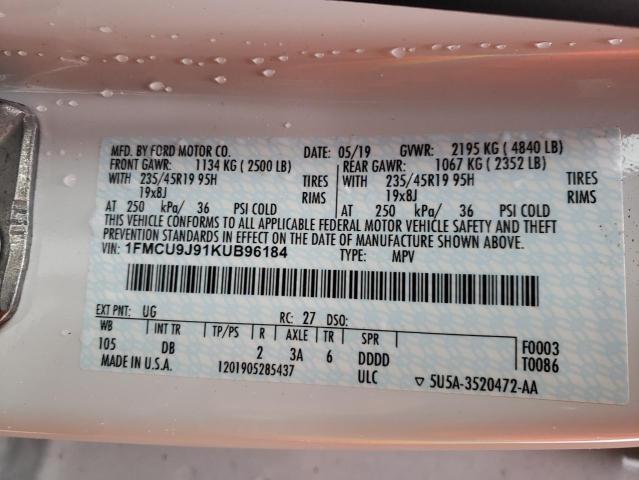 MFD. BY FORD MOTOR CO. DATE: 05/19 GVWR: 2195 KG ( 4840 LB)
FRONT GAWR: 1134 KG ( 2500 LB) REAR GAWR: 1067 KG ( 2352 LB)
WITH 235/45R19 95H TIRES WITH 235/45R19 95H TIRES
19x8J RIMS 19x8J RIMS
AT 250 kPa/ 36 PSI COLD AT 250 kPa/ 36 PSI COLD
THIS VEHICLE CONFORMS TO ALL APPLICABLE FEDERAL MOTOR VEHICLE SAFETY AND THEFT
PREVENTION STANDARDS IN EFFECT ON THE DATE OF MANUFACTURE SHOWN ABOVE.
VIN: 1FMCU9J91KUB96184 TYPE: MPV
EXT PNT: UG RC: 27 DSO:
WB INT TR TP/PS R AXLE TR SPR F0003
105 DB 2 3A 6 DDDD T0086
MADE IN U.S.A. 1201905285437 ULC ▽ 5U5A-3520472-AA